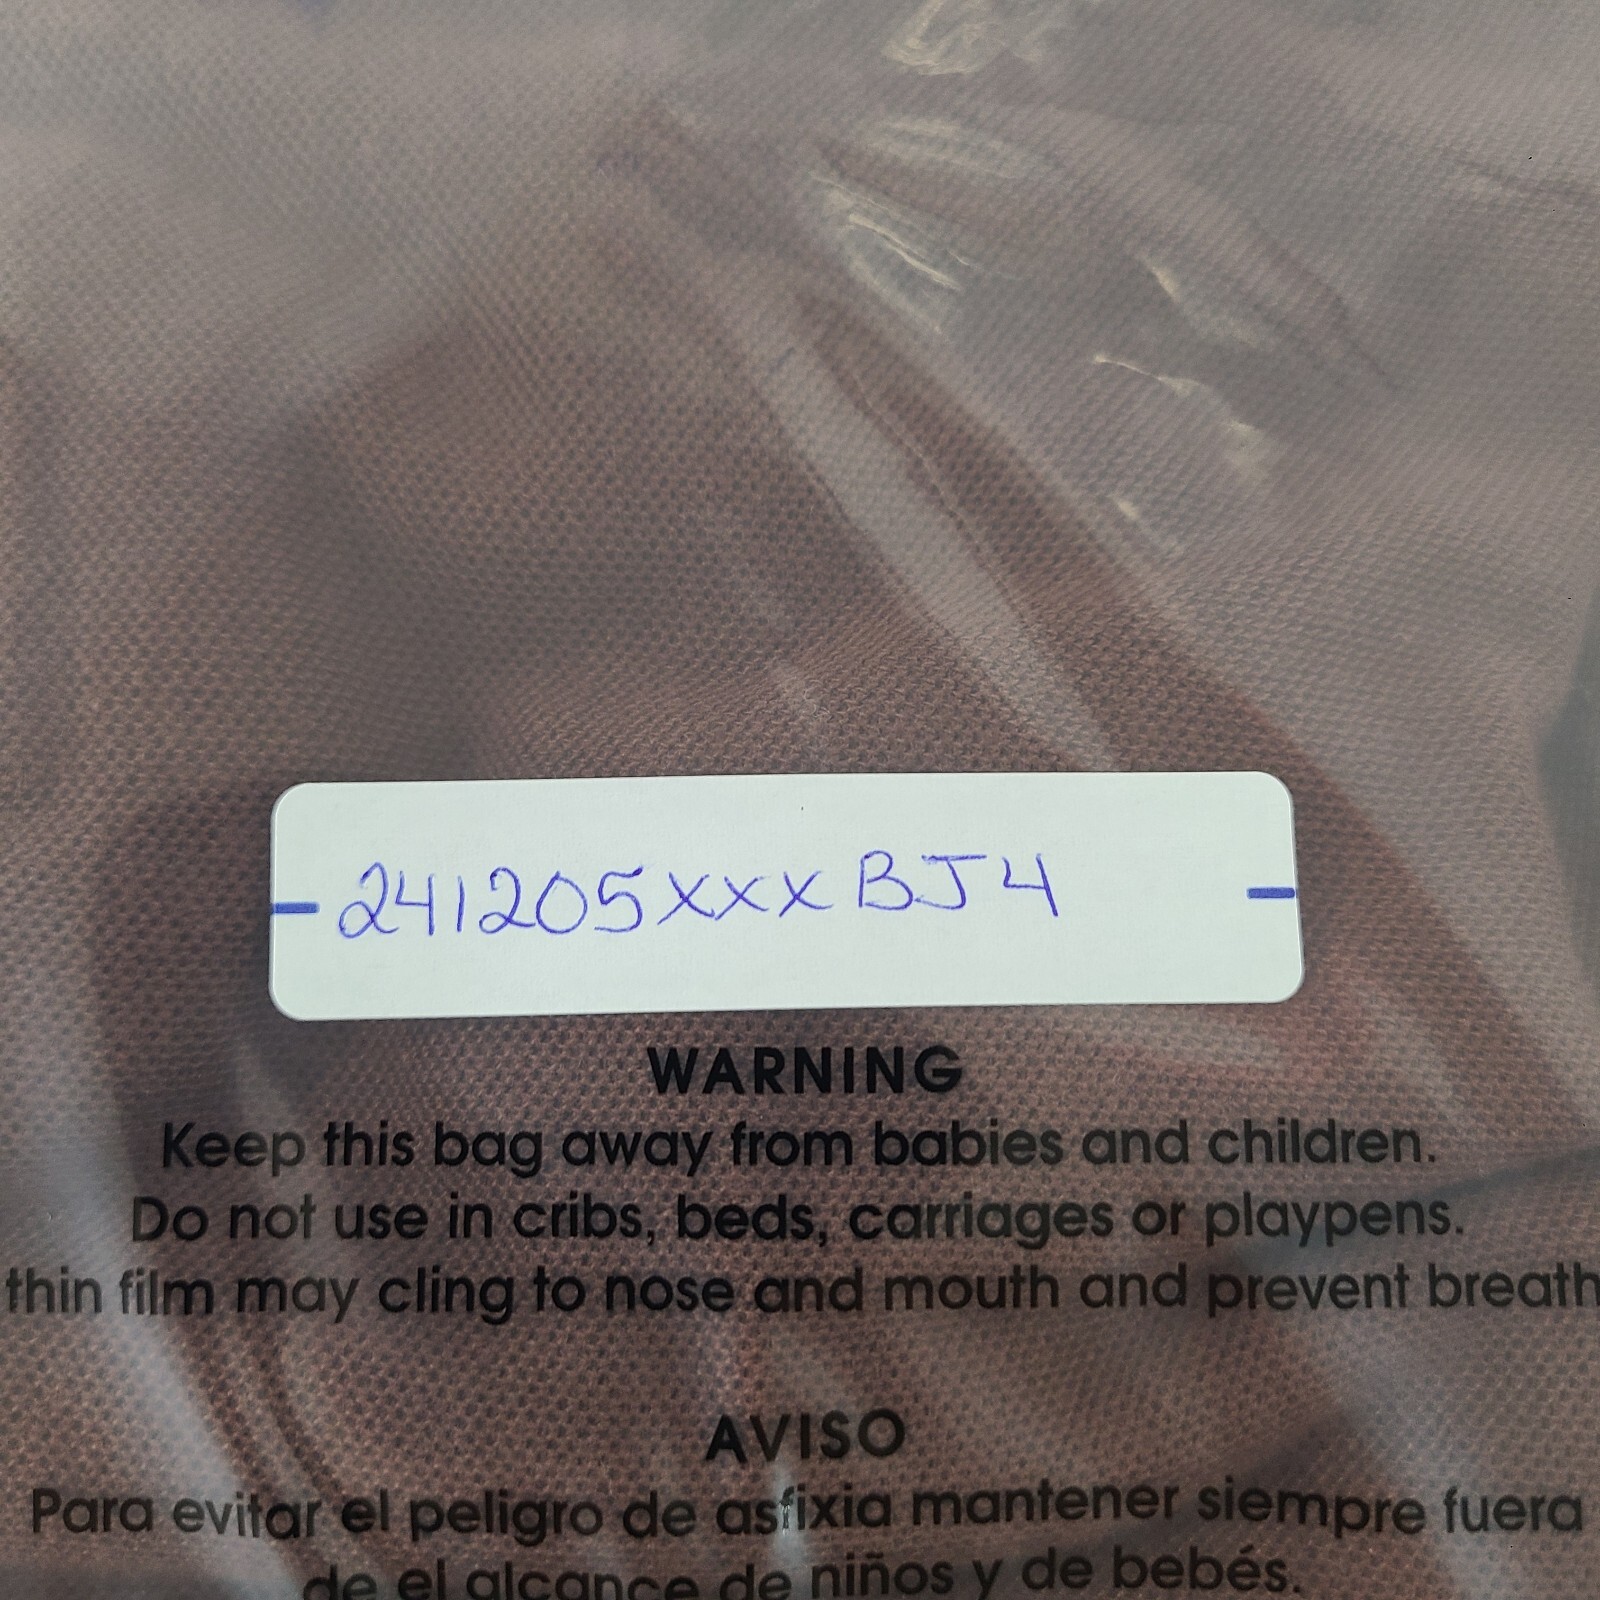 241205xxxBJ4
WARNING
Keep this bag away from babies and children.
Do not use in cribs, beds, carriages or playpens.
thin film may cling to nose and mouth and prevent breath
AVISO
Para evitar el peligro de asfixia mantener siempre fuera
de el alcance de niños y de bebés.